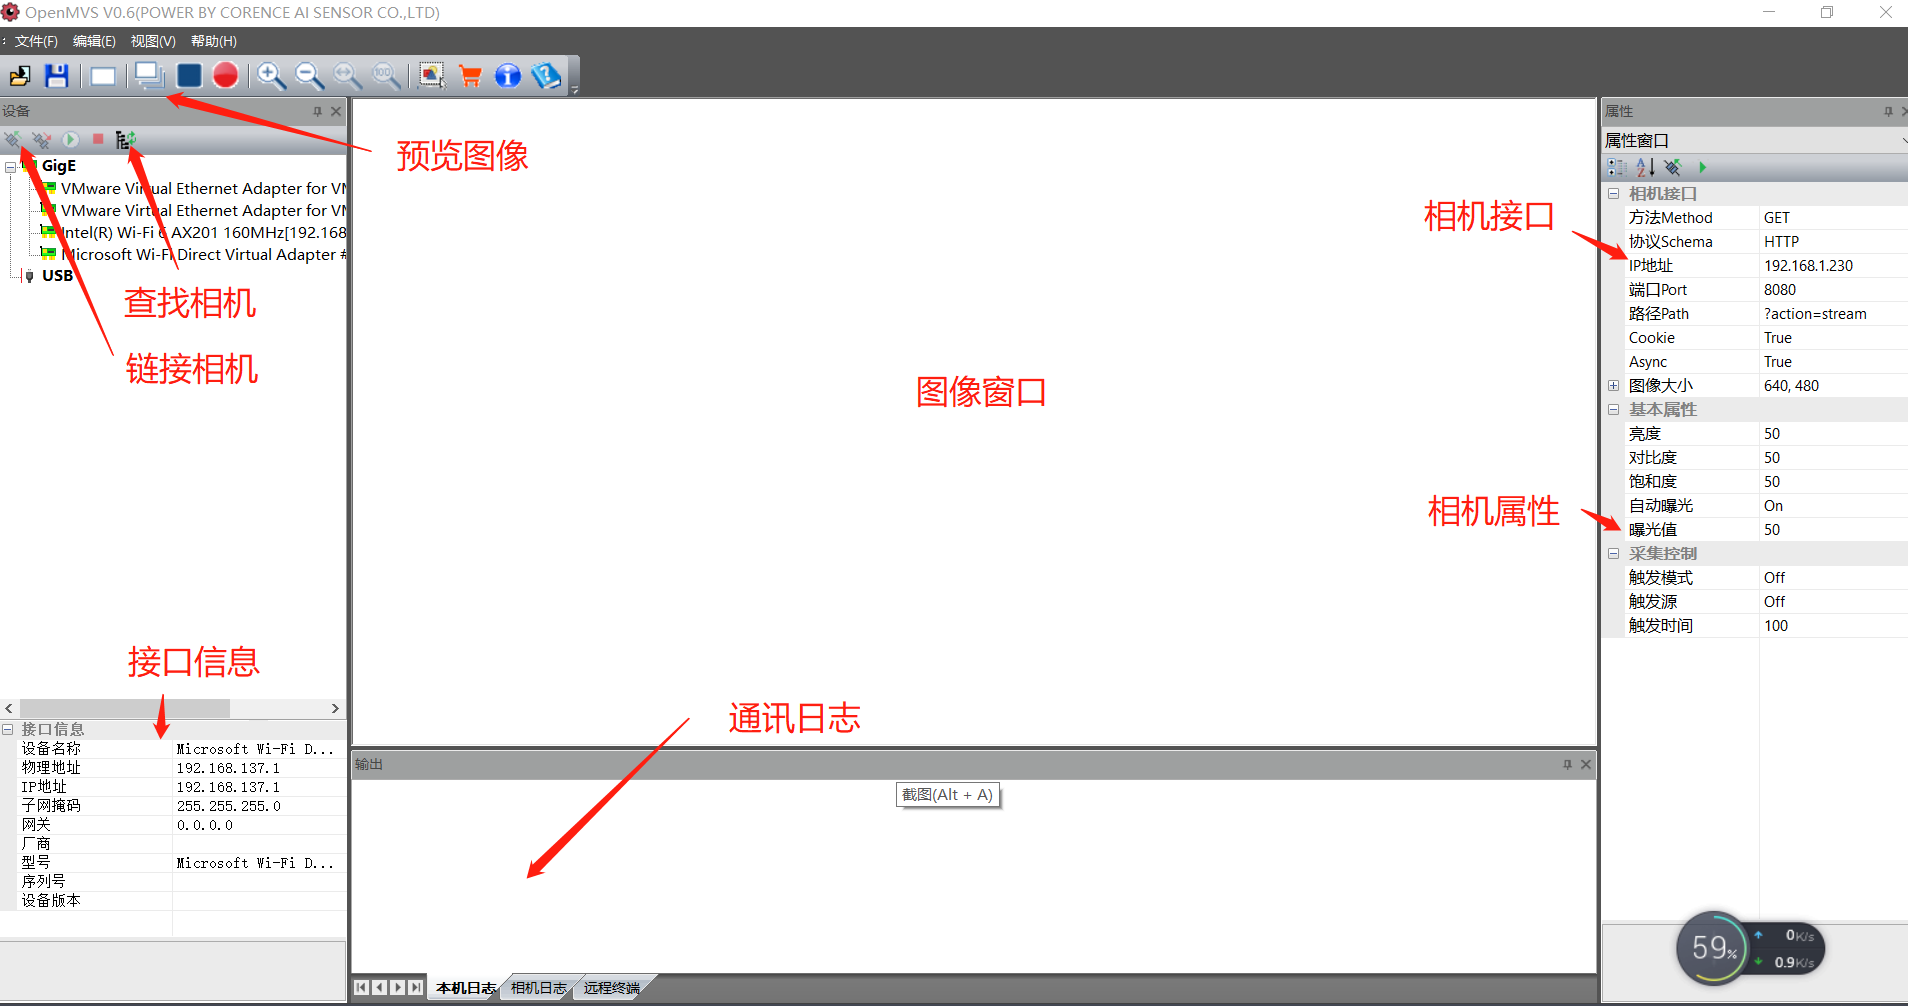 OpenMVS V0.6(POWER BY CORENCE AI SENSOR CO.,LTD)
文件(F) 编辑(E) 视图(V) 帮助(H)
100
设备
GigE
VMware Virtual Ethernet Adapter for VM
VMware Virtual Ethernet Adapter for VM
Intel(R) Wi-Fi 6 AX201 160MHz[192.168
Microsoft Wi-Fi Direct Virtual Adapter #
USB
查找相机
链接相机
接口信息
接口信息
设备名称 Microsoft Wi-Fi D...
物理地址 192.168.137.1
IP地址 192.168.137.1
子网掩码 255.255.255.0
网关 0.0.0.0
厂商
型号 Microsoft Wi-Fi D...
序列号
设备版本
预览图像
图像窗口
相机接口
相机属性
通讯日志
输出
截图(Alt + A)
本机日志 相机日志 远程终端
属性
属性窗口
相机接口
方法Method GET
协议Schema HTTP
IP地址 192.168.1.230
端口Port 8080
路径Path ?action=stream
Cookie True
Async True
图像大小 640, 480
基本属性
亮度 50
对比度 50
饱和度 50
自动曝光 On
曝光值 50
采集控制
触发模式 Off
触发源 Off
触发时间 100
59%
0K/s
0.9K/s